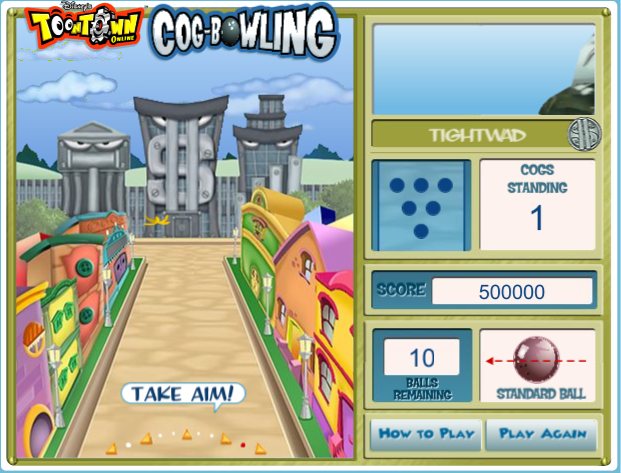 Disney's
TOONTOWN
ONLINE
COG-BOWLING
TIGHTWAD
COGS
STANDING
1
SCORE 500000
10
BALLS
REMAINING
STANDARD BALL
TAKE AIM!
HOW TO PLAY
PLAY AGAIN